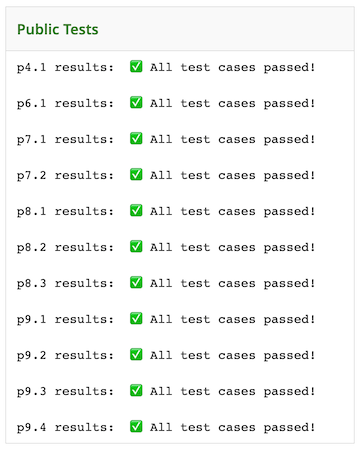 Public Tests
p4.1 results: ✅ All test cases passed!
p6.1 results: ✅ All test cases passed!
p7.1 results: ✅ All test cases passed!
p7.2 results: ✅ All test cases passed!
p8.1 results: ✅ All test cases passed!
p8.2 results: ✅ All test cases passed!
p8.3 results: ✅ All test cases passed!
p9.1 results: ✅ All test cases passed!
p9.2 results: ✅ All test cases passed!
p9.3 results: ✅ All test cases passed!
p9.4 results: ✅ All test cases passed!